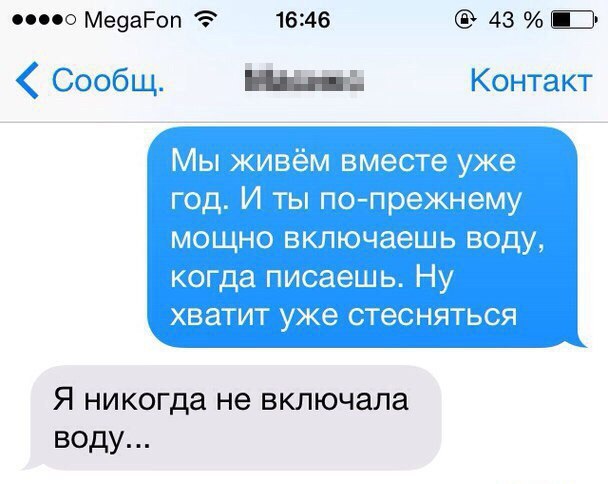 MegaFon 16:46 43 %
Сообщ. Контакт
Мы живём вместе уже
год. И ты по-прежнему
мощно включаешь воду,
когда писаешь. Ну
хватит уже стесняться
Я никогда не включала
воду...